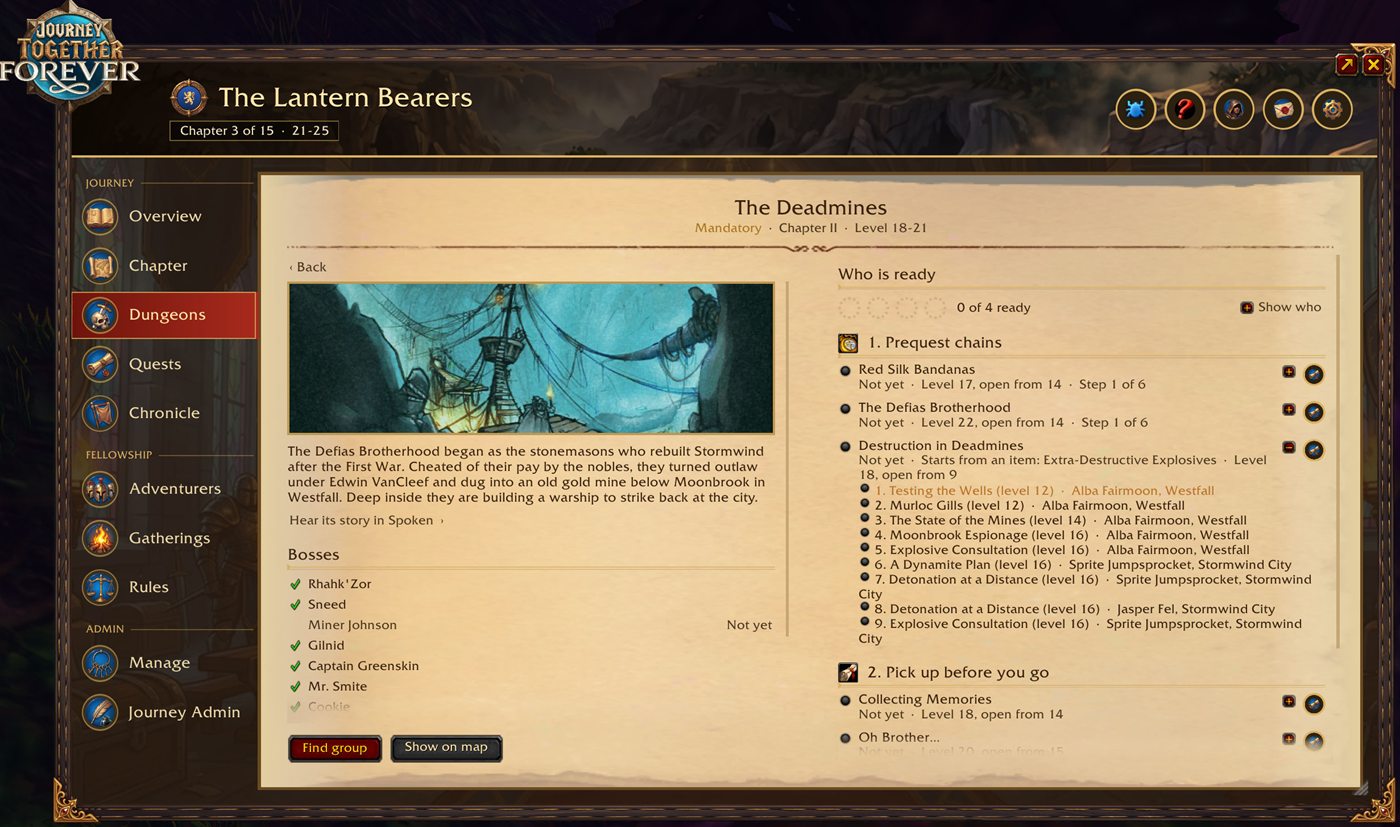 JOURNEY
TOGETHER
FOREVER
The Lantern Bearers
Chapter 3 of 15 · 21-25
JOURNEY
Overview
Chapter
Dungeons
Quests
Chronicle
FELLOWSHIP
Adventurers
Gatherings
Rules
ADMIN
Manage
Journey Admin
The Deadmines
Mandatory · Chapter II · Level 18-21
‹ Back
The Defias Brotherhood began as the stonemasons who rebuilt Stormwind
after the First War. Cheated of their pay by the nobles, they turned outlaw
under Edwin VanCleef and dug into an old gold mine below Moonbrook in
Westfall. Deep inside they are building a warship to strike back at the city.
Hear its story in Spoken ›
Bosses
Rhahk'Zor
Sneed
Miner Johnson Not yet
Gilnid
Captain Greenskin
Mr. Smite
Cookie
Find group
Show on map
Who is ready
0 of 4 ready
Show who
1. Prequest chains
Red Silk Bandanas
Not yet · Level 17, open from 14 · Step 1 of 6
The Defias Brotherhood
Not yet · Level 22, open from 14 · Step 1 of 6
Destruction in Deadmines
Not yet · Starts from an item: Extra-Destructive Explosives · Level
18, open from 9
1. Testing the Wells (level 12) · Alba Fairmoon, Westfall
2. Murloc Gills (level 12) · Alba Fairmoon, Westfall
3. The State of the Mines (level 14) · Alba Fairmoon, Westfall
4. Moonbrook Espionage (level 16) · Alba Fairmoon, Westfall
5. Explosive Consultation (level 16) · Alba Fairmoon, Westfall
6. A Dynamite Plan (level 16) · Sprite Jumpsprocket, Stormwind City
7. Detonation at a Distance (level 16) · Sprite Jumpsprocket, Stormwind
City
8. Detonation at a Distance (level 16) · Jasper Fel, Stormwind City
9. Explosive Consultation (level 16) · Sprite Jumpsprocket, Stormwind
City
2. Pick up before you go
Collecting Memories
Not yet · Level 18, open from 14
Oh Brother...
Not yet · Level 20, open from 15